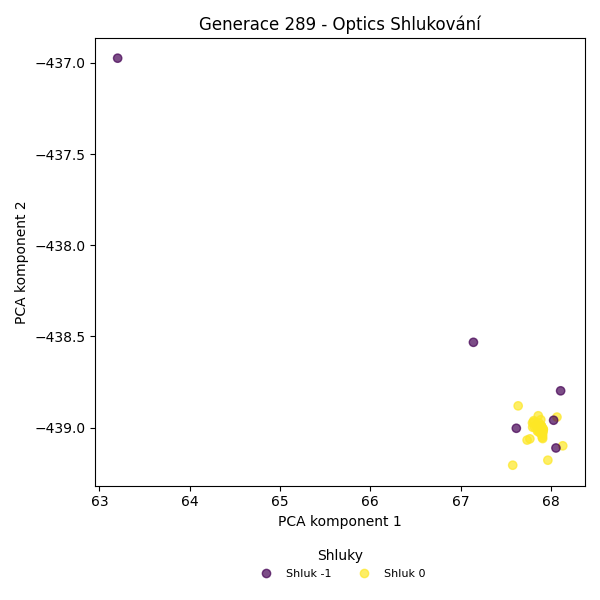 Generace 289 - Optics Shlukování
PCA komponent 2
−437.0
−437.5
−438.0
−438.5
−439.0
63 64 65 66 67 68
PCA komponent 1
Shluky
Shluk -1 Shluk 0